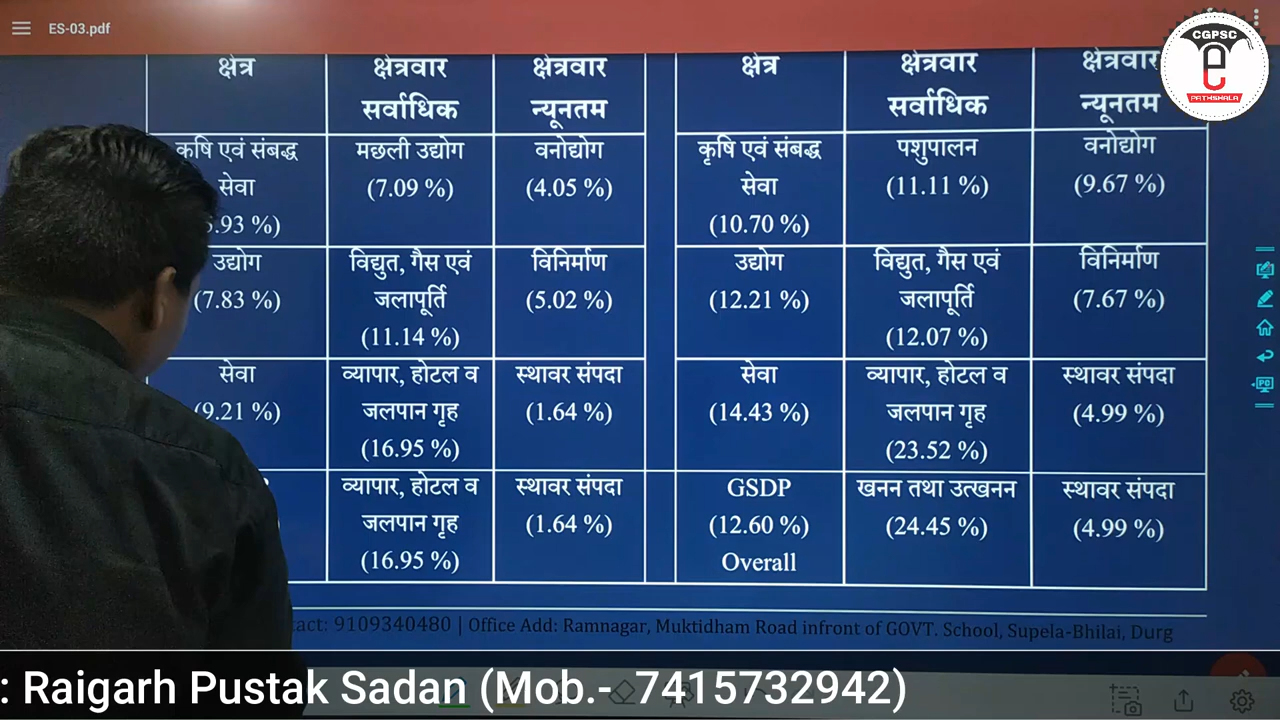 ES-03.pdf
CGPSC
e
PATHSHALA
क्षेत्र
क्षेत्रवार
सर्वाधिक
क्षेत्रवार
न्यूनतम
क्षेत्र
क्षेत्रवार
सर्वाधिक
क्षेत्रवार
न्यूनतम
कृषि एवं संबद्ध
सेवा
.93 %)
मछली उद्योग
(7.09 %)
वनोद्योग
(4.05 %)
कृषि एवं संबद्ध
सेवा
(10.70 %)
पशुपालन
(11.11 %)
वनोद्योग
(9.67 %)
उद्योग
(7.83 %)
विद्युत, गैस एवं
जलापूर्ति
(11.14 %)
विनिर्माण
(5.02 %)
उद्योग
(12.21 %)
विद्युत, गैस एवं
जलापूर्ति
(12.07 %)
विनिर्माण
(7.67 %)
सेवा
(9.21 %)
व्यापार, होटल व
जलपान गृह
(16.95 %)
स्थावर संपदा
(1.64 %)
सेवा
(14.43 %)
व्यापार, होटल व
जलपान गृह
(23.52 %)
स्थावर संपदा
(4.99 %)
व्यापार, होटल व
जलपान गृह
(16.95 %)
स्थावर संपदा
(1.64 %)
GSDP
(12.60 %)
Overall
खनन तथा उत्खनन
(24.45 %)
स्थावर संपदा
(4.99 %)
tact: 9109340480 | Office Add: Ramnagar, Muktidham Road infront of GOVT. School, Supela-Bhilai, Durg
: Raigarh Pustak Sadan (Mob.- 7415732942)